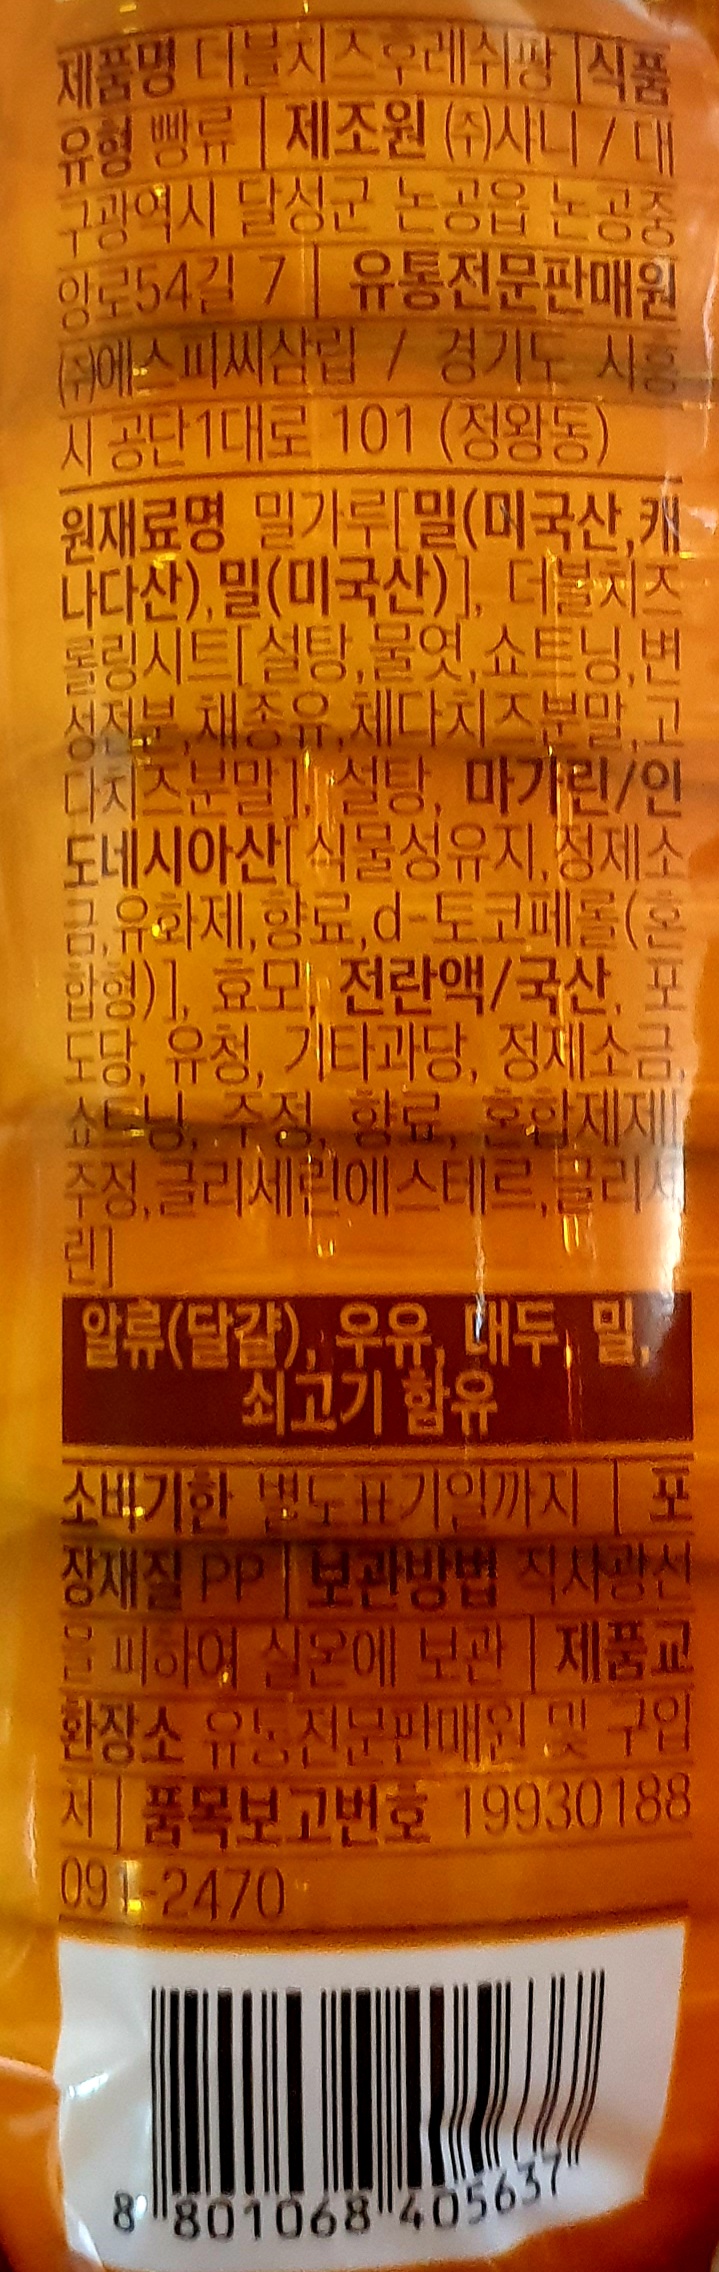 제품명 더블치즈후레쉬팡 | 식품
유형 빵류 | 제조원 (주)샤니 / 대
구광역시 달성군 논공읍 논공중
앙로54길 7 | 유통전문판매원
(주)에스피씨삼립 / 경기도 시흥
시 공단1대로 101 (정왕동)
원재료명 밀가루[밀(미국산,캐
나다산),밀(미국산)], 더블치즈
롤링시트[설탕,물엿,쇼트닝,변
성전분,채종유,체다치즈분말,고
다치즈분말], 설탕, 마가린/인
도네시아산[식물성유지,정제소
금,유화제,향료,d-토코페롤(혼
합형)], 효모, 전란액/국산, 포
도당, 유청, 기타과당, 정제소금,
쇼트닝, 주정, 향료, 혼합제제[
주정,글리세린에스테르,글리세
린]
알류(달걀), 우유, 대두, 밀,
쇠고기 함유
소비기한 별도표기일까지 | 포
장재질 PP | 보관방법 직사광선
을 피하여 실온에 보관 | 제품교
환장소 유통전문판매원 및 구입
처 | 품목보고번호 19930188
091-2470
8 801068 405637